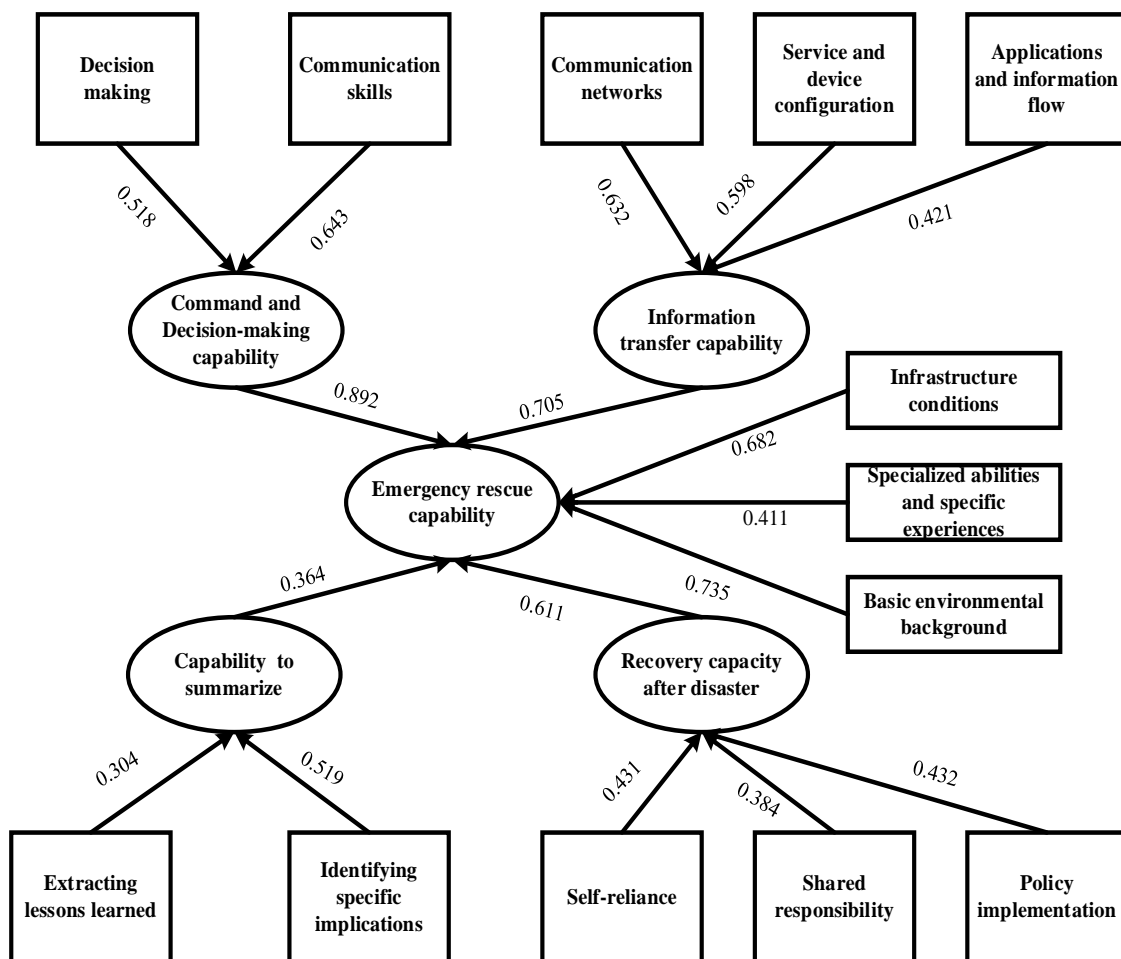 Decision
making
Communication
skills
Communication
networks
Service and
device
configuration
Applications
and information
flow
0.518
0.643
0.632
0.598
0.421
Command and
Decision-making
capability
Information
transfer capability
0.892
0.705
Infrastructure
conditions
0.682
Emergency rescue
capability
Specialized abilities
and specific
experiences
0.411
0.364
0.611
0.735
Basic environmental
background
Capability to
summarize
Recovery capacity
after disaster
0.304
0.519
0.431
0.384
0.432
Extracting
lessons learned
Identifying
specific
implications
Self-reliance
Shared
responsibility
Policy
implementation